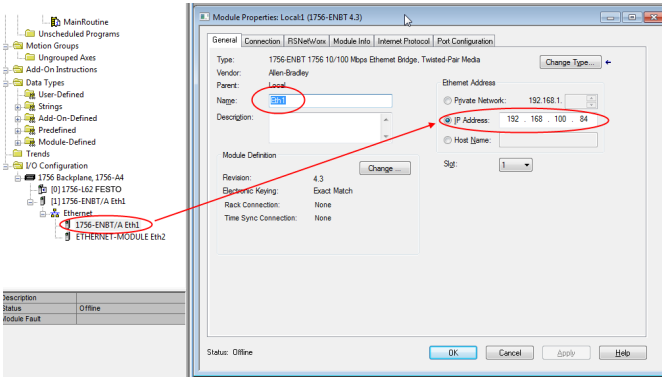 MainRoutine
Unscheduled Programs
Motion Groups
Ungrouped Axes
Add-On Instructions
Data Types
User-Defined
Strings
Add-On-Defined
Predefined
Module-Defined
Trends
I/O Configuration
1756 Backplane, 1756-A4
[0] 1756-L62 FESTO
[1] 1756-ENBT/A Eth1
Ethernet
1756-ENBT/A Eth1
ETHERNET-MODULE Eth2
Description
Status Offline
Module Fault
Module Properties: Local:1 (1756-ENBT 4.3)
General Connection RSNetWorx Module Info Internet Protocol Port Configuration
Type: 1756-ENBT 1756 10/100 Mbps Ethernet Bridge, Twisted-Pair Media Change Type...
Vendor: Allen-Bradley
Parent: Local Ethernet Address
Name: Eth1 Private Network: 192.168.1.
Description: IP Address: 192 . 168 . 100 . 84
Host Name:
Module Definition Slot: 1
Change ...
Revision: 4.3
Electronic Keying: Exact Match
Rack Connection: None
Time Sync Connection: None
Status: Offline OK Cancel Apply Help